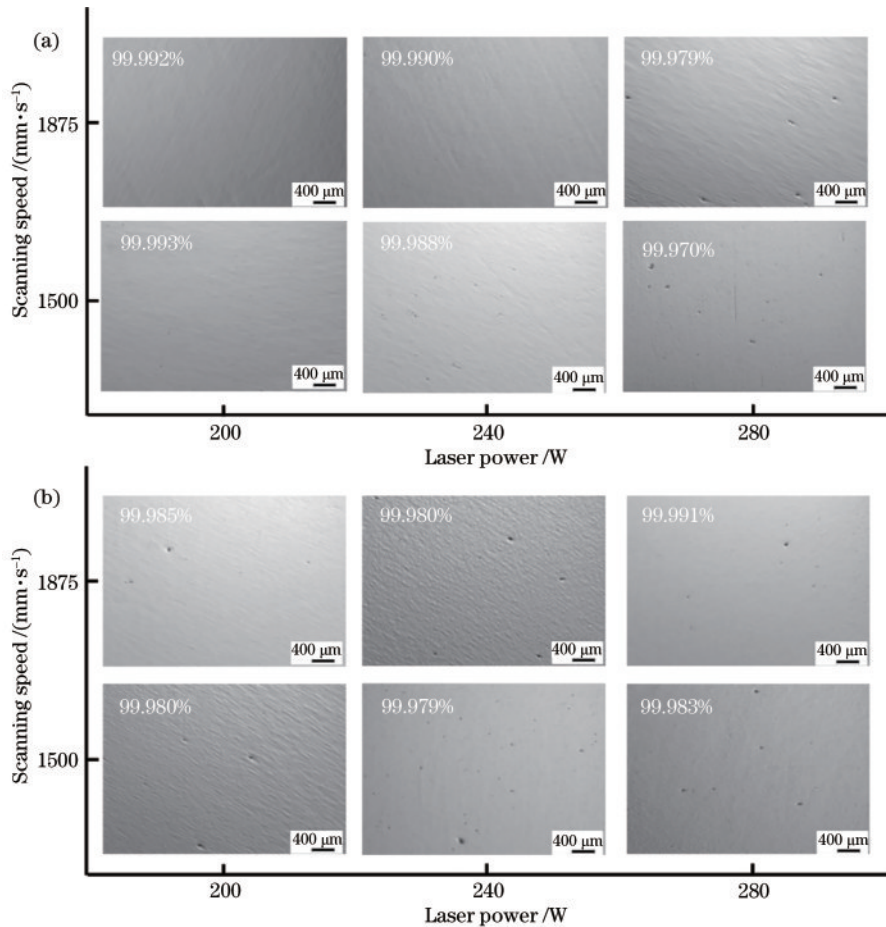 (a)
99.992% 99.990% 99.979%
1875
400 μm 400 μm 400 μm
Scanning speed /(mm·s⁻¹)
99.993% 99.988% 99.970%
1500
400 μm 400 μm 400 μm
200 240 280
Laser power /W
(b)
99.985% 99.980% 99.991%
1875
400 μm 400 μm 400 μm
Scanning speed /(mm·s⁻¹)
99.980% 99.979% 99.983%
1500
400 μm 400 μm 400 μm
200 240 280
Laser power /W